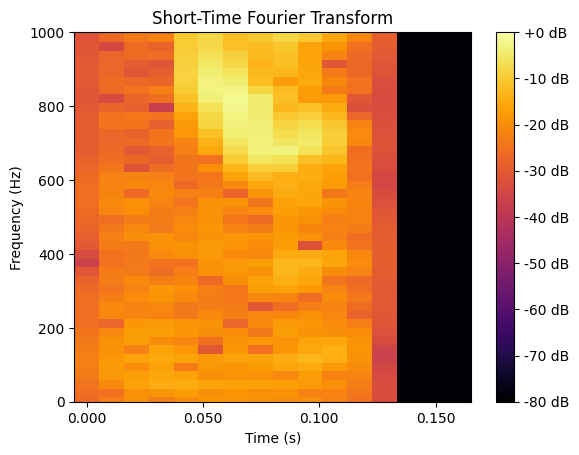 Short-Time Fourier Transform
Frequency (Hz)
1000
800
600
400
200
0
0.000
0.050
0.100
0.150
Time (s)
+0 dB
-10 dB
-20 dB
-30 dB
-40 dB
-50 dB
-60 dB
-70 dB
-80 dB